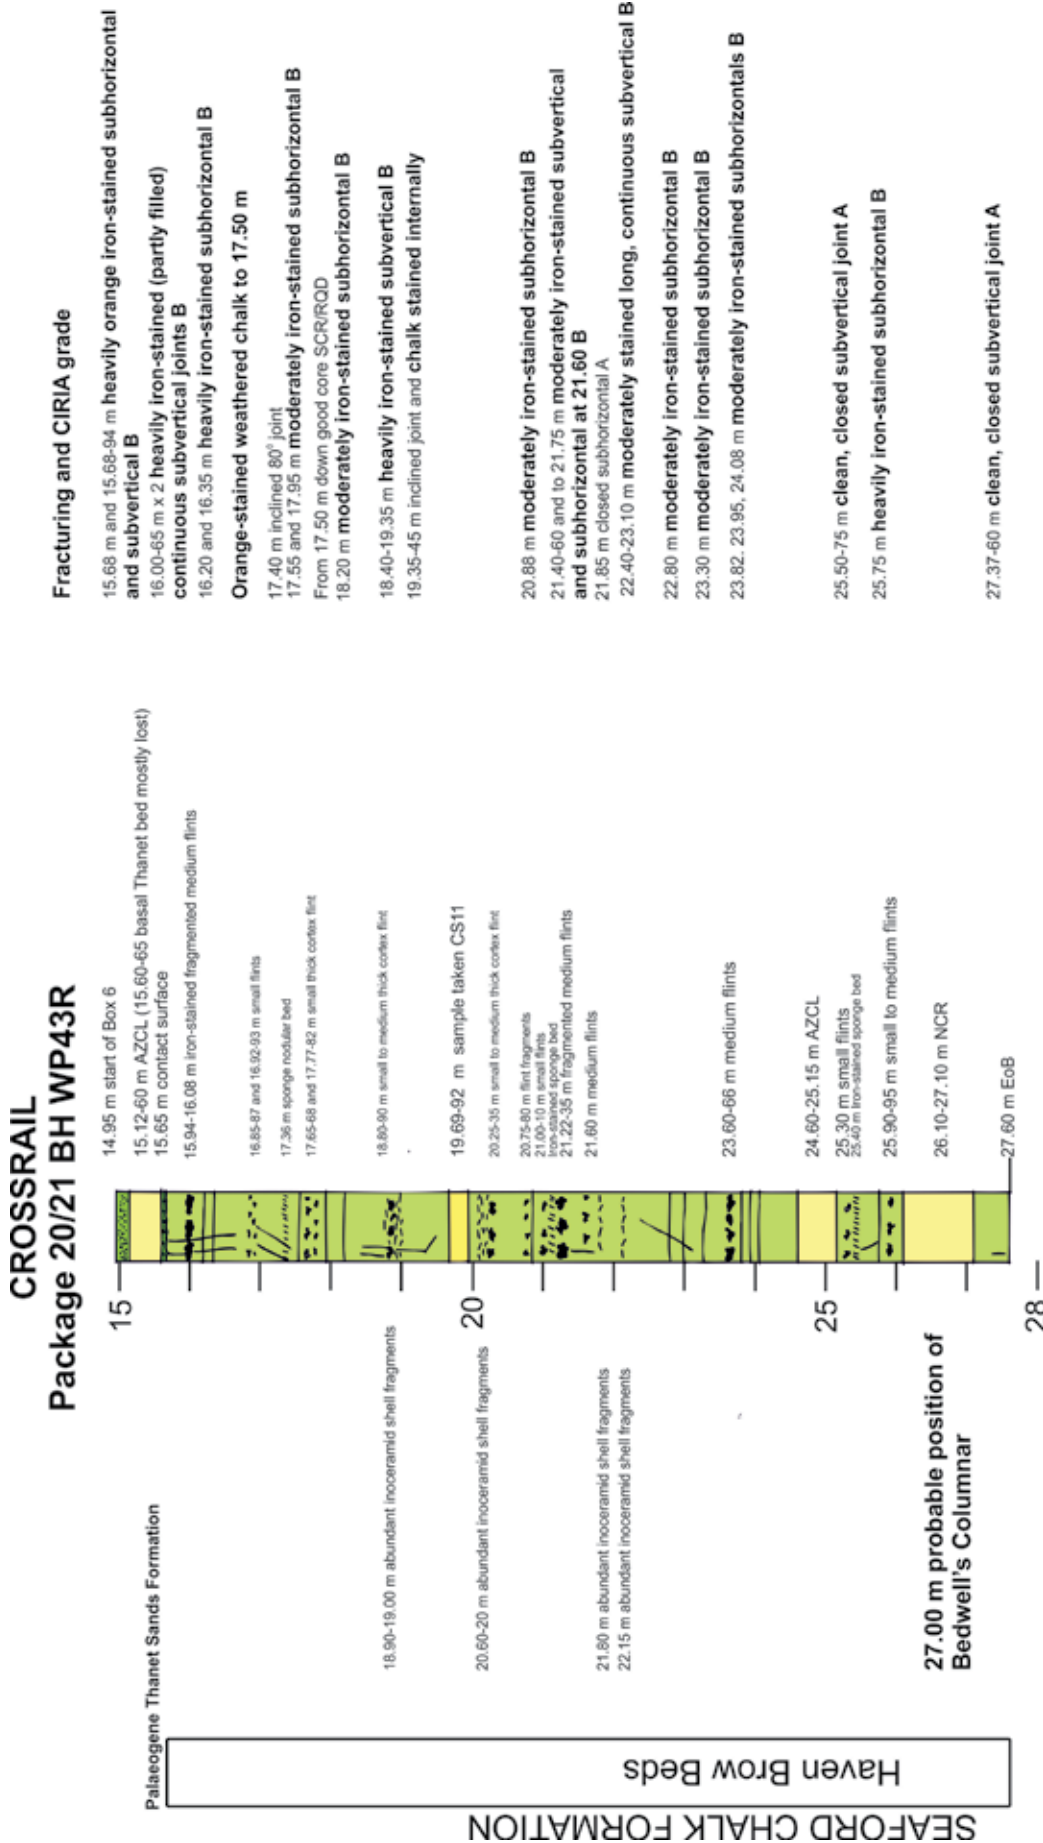 CROSSRAIL
Package 20/21 BH WP43R
Palaeogene Thanet Sands Formation
SEAFORD CHALK FORMATION
Haven Brow Beds
18.90-19.00 m abundant inoceramid shell fragments
20.60-20 m abundant inoceramid shell fragments
21.80 m abundant inoceramid shell fragments
22.15 m abundant inoceramid shell fragments
27.00 m probable position of
Bedwell's Columnar
15
20
25
28
14.95 m start of Box 6
15.12-60 m AZCL (15.60-65 basal Thanet bed mostly lost)
15.65 m contact surface
15.94-16.08 m iron-stained fragmented medium flints
16.85-87 and 16.92-93 m small flints
17.36 m sponge nodular bed
17.65-68 and 17.77-82 m small thick cortex flint
18.80-90 m small to medium thick cortex flint
19.69-92 m sample taken CS11
20.25-35 m small to medium thick cortex flint
20.75-80 m flint fragments
21.00-10 m small flints
Iron-stained sponge bed
21.22-35 m fragmented medium flints
21.60 m medium flints
23.60-66 m medium flints
24.60-25.15 m AZCL
25.30 m small flints
25.40 m Iron-stained sponge bed
25.90-95 m small to medium flints
26.10-27.10 m NCR
27.60 m EoB
Fracturing and CIRIA grade
15.68 m and 15.68-94 m heavily orange iron-stained subhorizontal
and subvertical B
16.00-65 m x 2 heavily iron-stained (partly filled)
continuous subvertical joints B
16.20 and 16.35 m heavily iron-stained subhorizontal B
Orange-stained weathered chalk to 17.50 m
17.40 m inclined 80° joint
17.55 and 17.95 m moderately iron-stained subhorizontal B
From 17.50 m down good core SCR/RQD
18.20 m moderately iron-stained subhorizontal B
18.40-19.35 m heavily iron-stained subvertical B
19.35-45 m inclined joint and chalk stained internally
20.88 m moderately iron-stained subhorizontal B
21.40-60 and to 21.75 m moderately iron-stained subvertical
and subhorizontal at 21.60 B
21.85 m closed subhorizontal A
22.40-23.10 m moderately stained long, continuous subvertical B
22.80 m moderately iron-stained subhorizontal B
23.30 m moderately iron-stained subhorizontal B
23.82. 23.95, 24.08 m moderately iron-stained subhorizontals B
25.50-75 m clean, closed subvertical joint A
25.75 m heavily iron-stained subhorizontal B
27.37-60 m clean, closed subvertical joint A